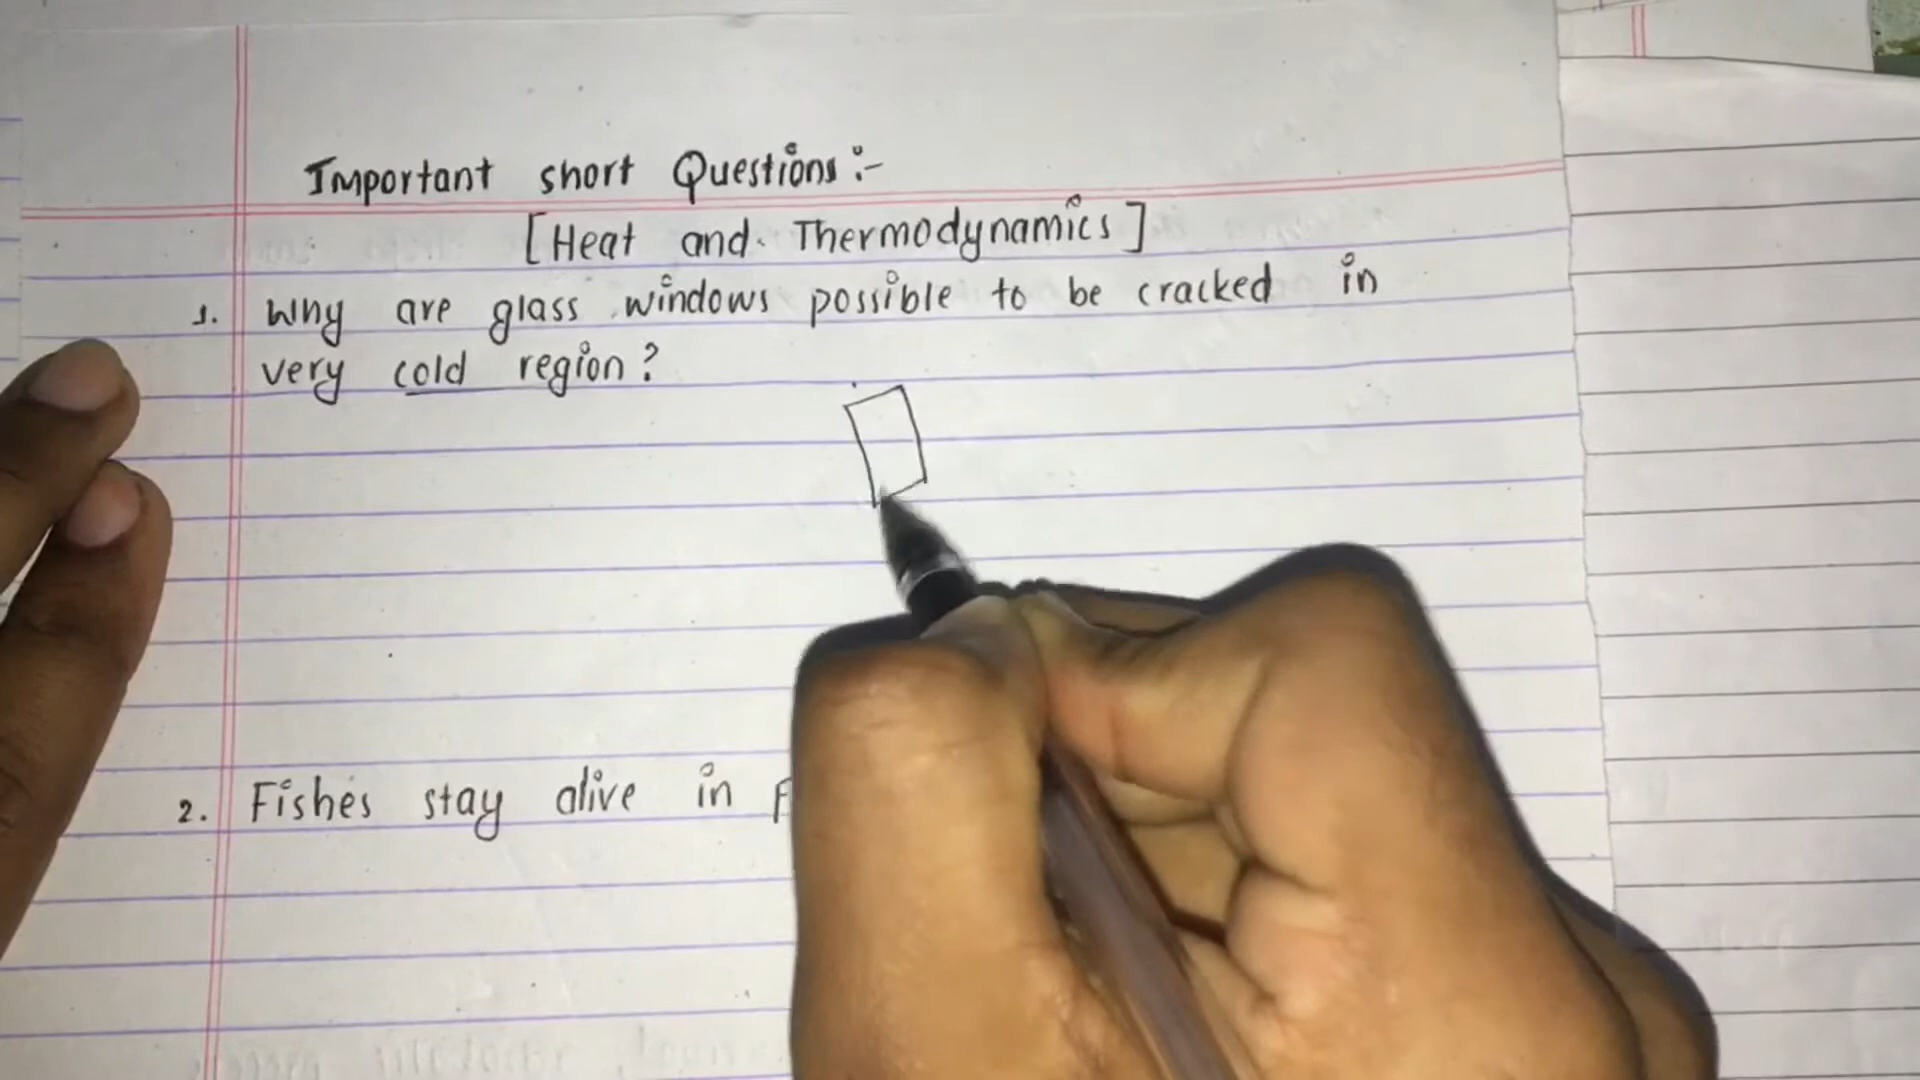 Important short Questions :-
[Heat and Thermodynamics]
1. Why are glass windows possible to be cracked in
very cold region?
2. Fishes stay alive in